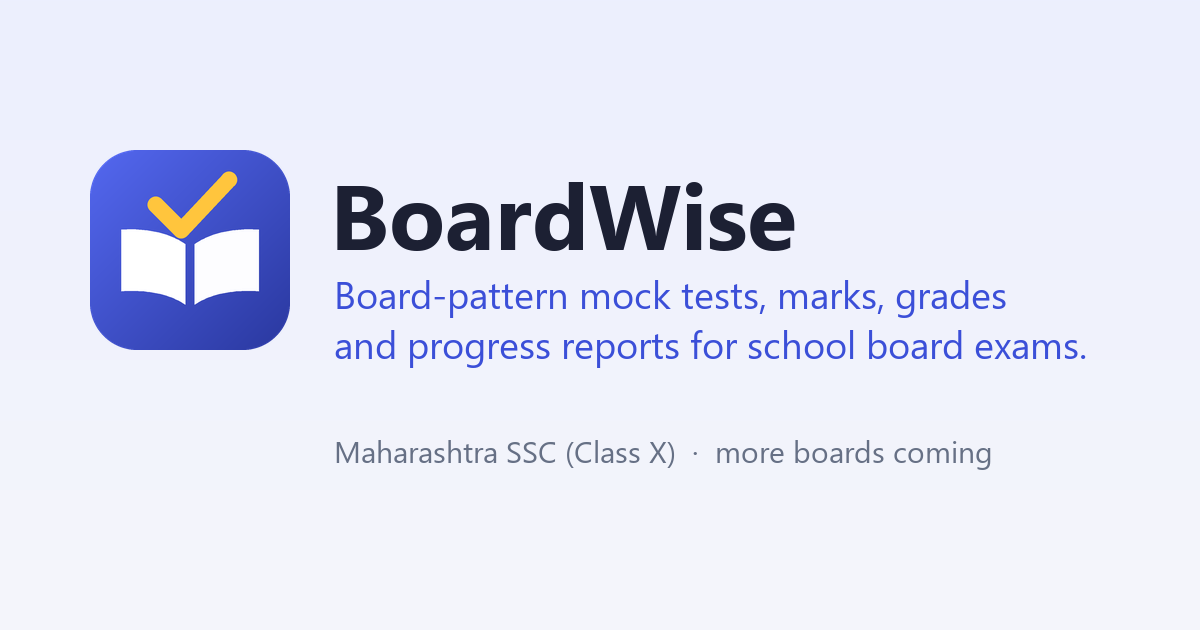 BoardWise
Board-pattern mock tests, marks, grades
and progress reports for school board exams.
Maharashtra SSC (Class X) · more boards coming